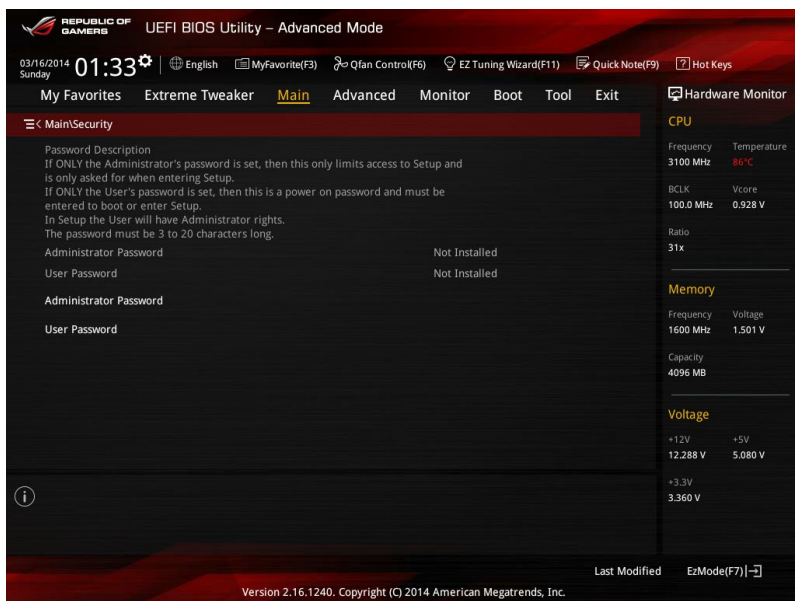 REPUBLIC OF
GAMERS
UEFI BIOS Utility – Advanced Mode
03/16/2014
Sunday
01:33
English
MyFavorite(F3)
Qfan Control(F6)
EZ Tuning Wizard(F11)
Quick Note(F9)
? Hot Keys
My Favorites
Extreme Tweaker
Main
Advanced
Monitor
Boot
Tool
Exit
< Main\Security
Password Description
If ONLY the Administrator's password is set, then this only limits access to Setup and
is only asked for when entering Setup.
If ONLY the User's password is set, then this is a power on password and must be
entered to boot or enter Setup.
In Setup the User will have Administrator rights.
The password must be 3 to 20 characters long.
Administrator Password Not Installed
User Password Not Installed
Administrator Password
User Password
Hardware Monitor
CPU
Frequency Temperature
3100 MHz 86°C
BCLK Vcore
100.0 MHz 0.928 V
Ratio
31x
Memory
Frequency Voltage
1600 MHz 1.501 V
Capacity
4096 MB
Voltage
+12V +5V
12.288 V 5.080 V
+3.3V
3.360 V
i
Last Modified
EzMode(F7)
Version 2.16.1240. Copyright (C) 2014 American Megatrends, Inc.